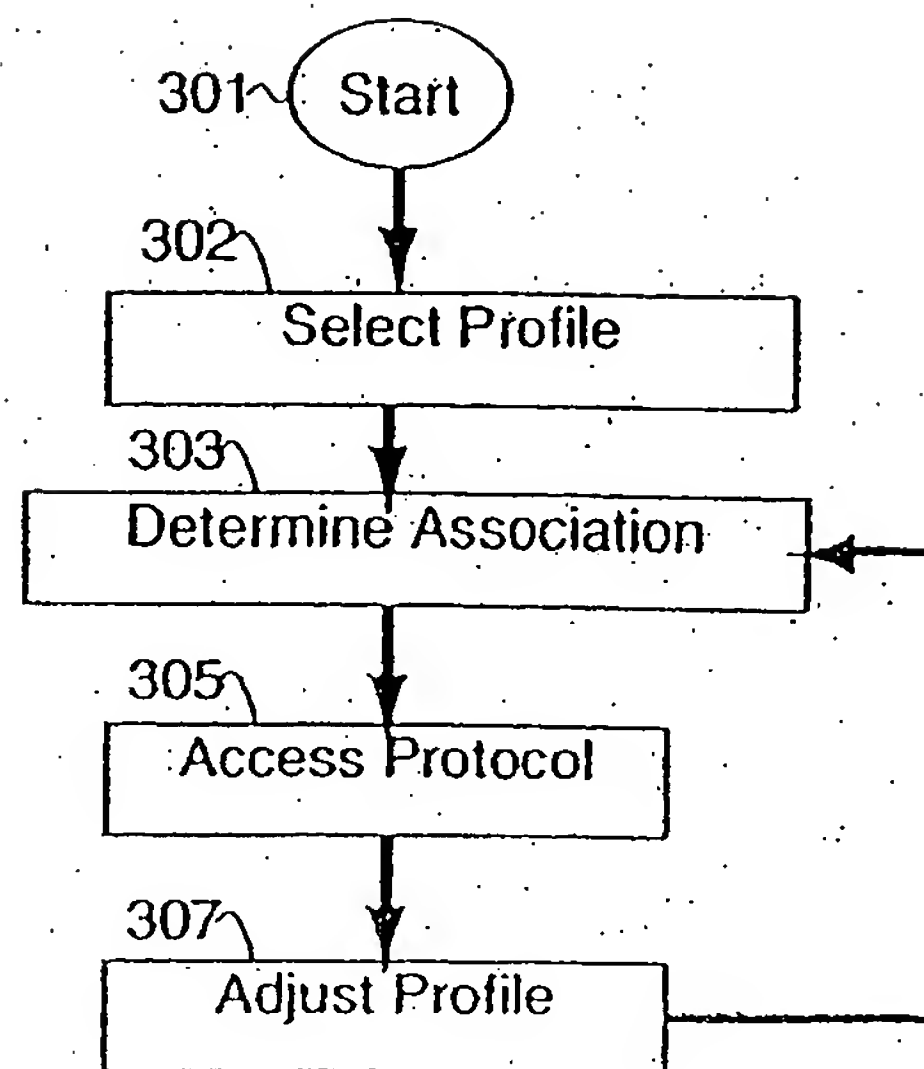 301 Start
302
Select Profile
303
Determine Association
305
Access Protocol
307
Adjust Profile